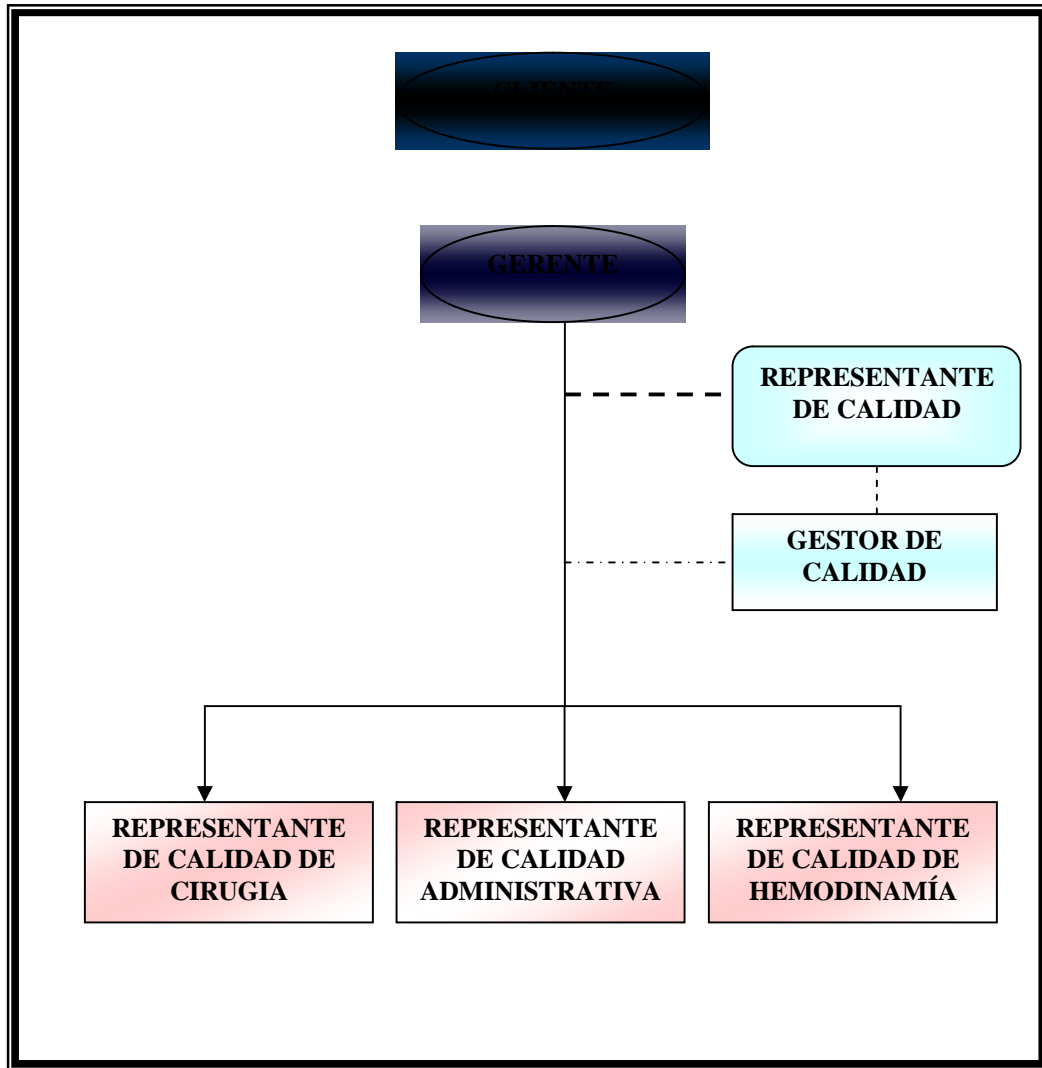 CLIENTE
GERENTE
REPRESENTANTE
DE CALIDAD
GESTOR DE
CALIDAD
REPRESENTANTE
DE CALIDAD DE
CIRUGIA
REPRESENTANTE
DE CALIDAD
ADMINISTRATIVA
REPRESENTANTE
DE CALIDAD DE
HEMODINAMÍA